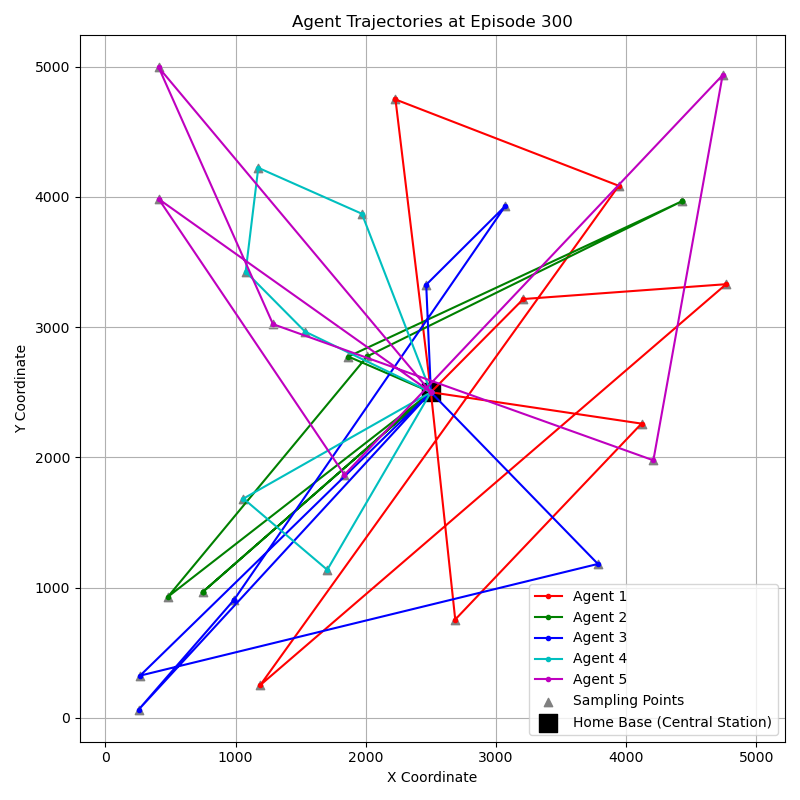 Agent Trajectories at Episode 300
Y Coordinate
5000
4000
3000
2000
1000
0
Agent 1
Agent 2
Agent 3
Agent 4
Agent 5
Sampling Points
Home Base (Central Station)
0 1000 2000 3000 4000 5000
X Coordinate